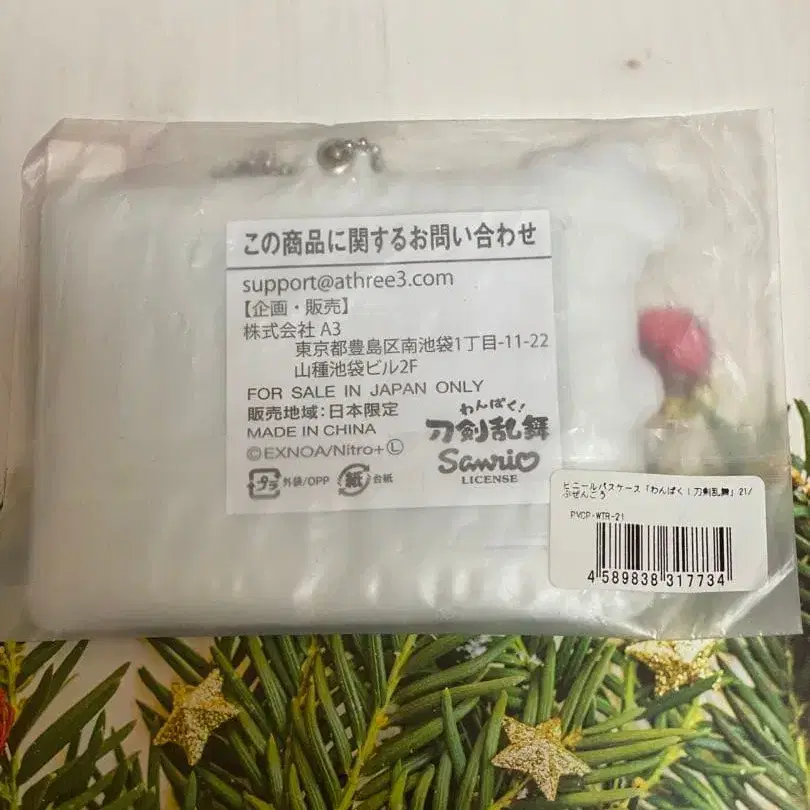 この商品に関するお問い合わせ
support@athree3.com
【企画・販売】
株式会社 A3
東京都豊島区南池袋1丁目-11-22
山種池袋ビル2F
FOR SALE IN JAPAN ONLY
販売地域:日本限定
MADE IN CHINA
©EXNOA/Nitro+Ⓛ
プラ 外袋/OPP 紙 台紙
わんぱく!
刀剣乱舞
Sanrio
LICENSE
ビニールパスケース「わんぱく!刀剣乱舞」21/
ぶぜんごう
PVCP-WTR-21
4 589838 317734